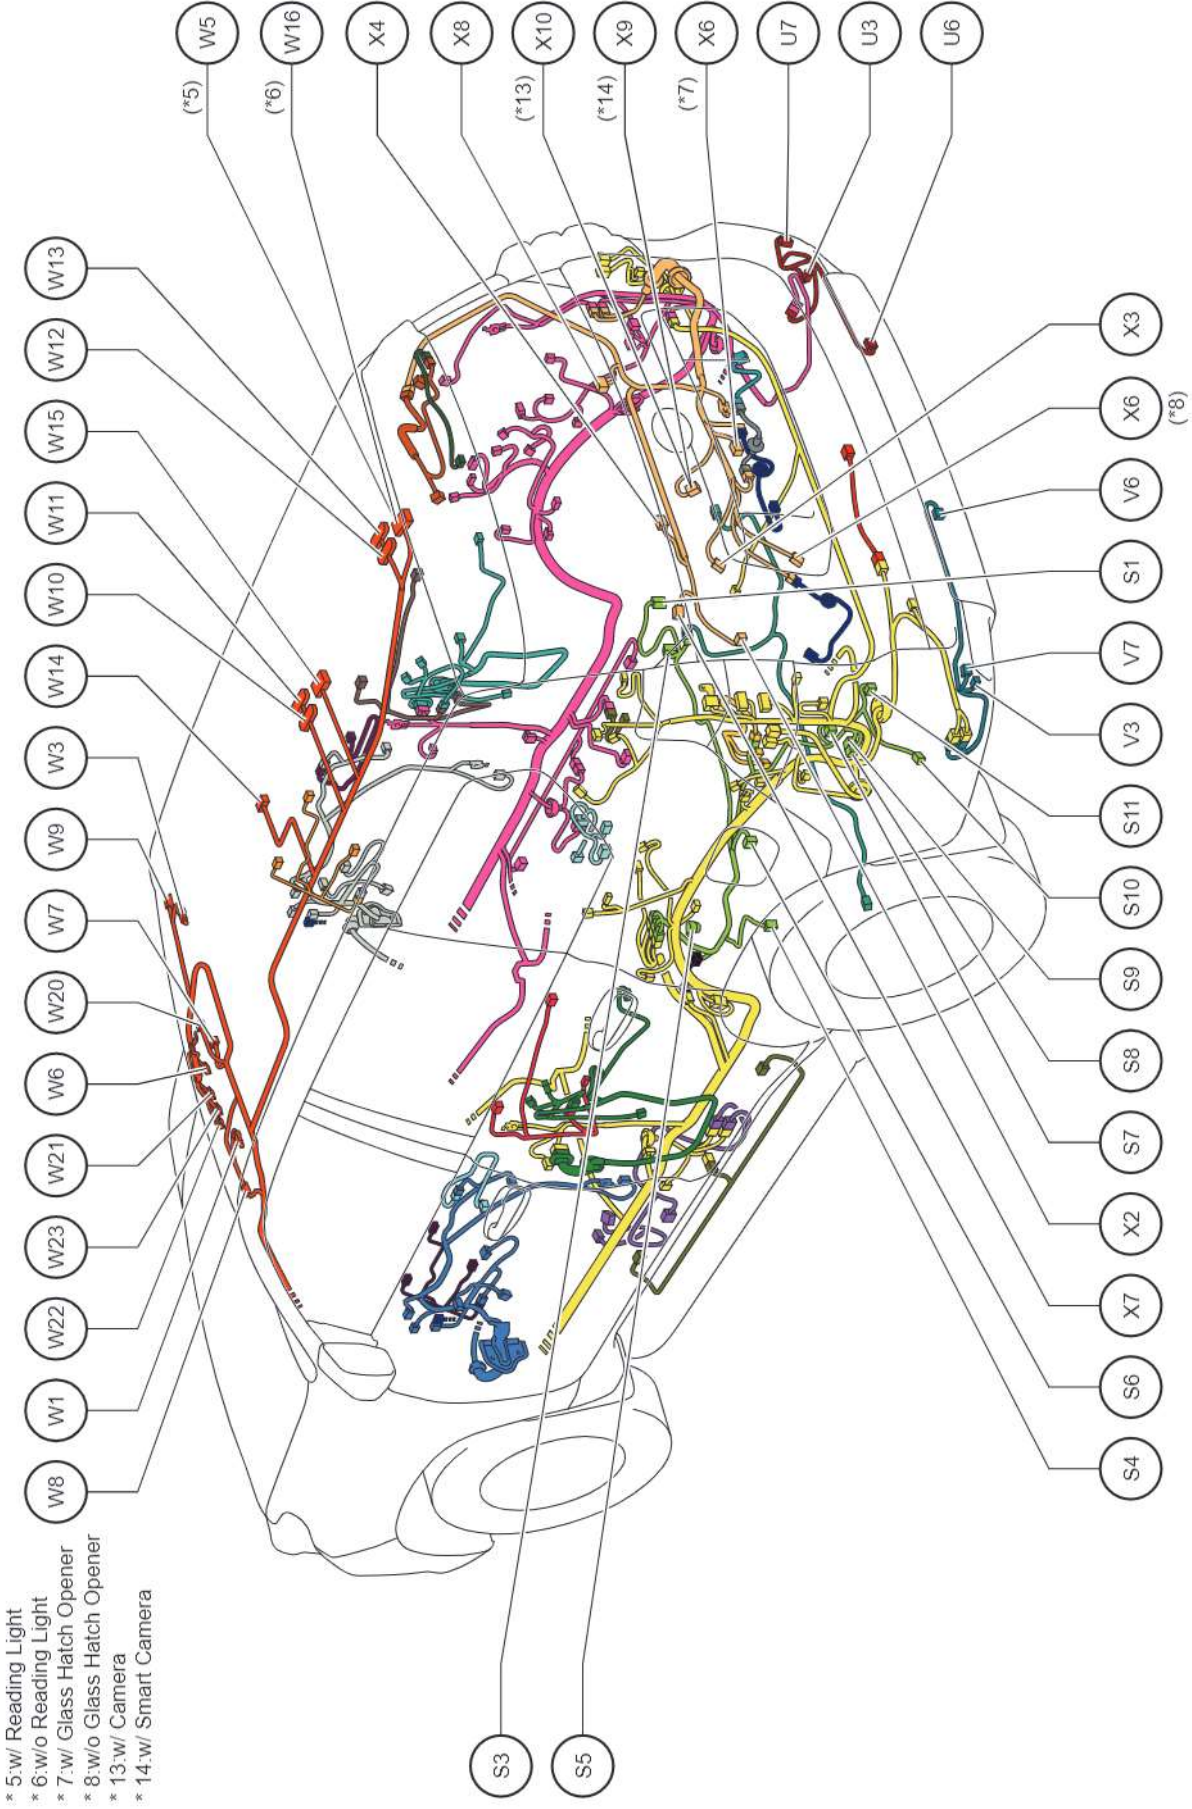 * 5:w/ Reading Light
* 6:w/o Reading Light
* 7:w/ Glass Hatch Opener
* 8:w/o Glass Hatch Opener
* 13:w/ Camera
* 14:w/ Smart Camera
W8 W1 W22 W23 W21 W6 W20 W7 W9 W3 W14 W10 W11 W15 W12 W13
(*5) W5
(*6) W16
X4
X8
(*13) X10
(*14) X9
(*7) X6
U7
U3
U6
S3
S5
S4 S6 X7 X2 S7 S8 S9 S10 S11 V3 V7 V6 S1 X6 X3
(*8)